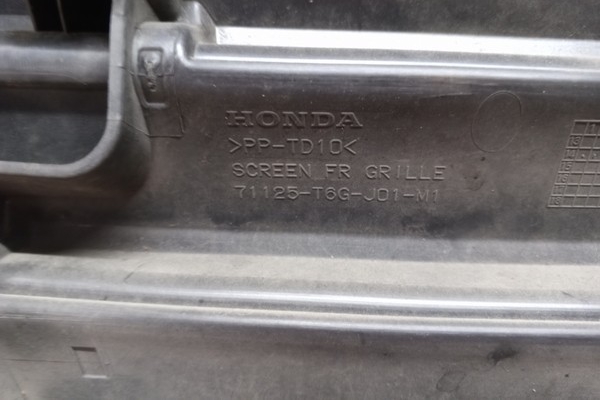 HONDA
>PP-TD10<
SCREEN FR GRILLE
71125-T6G-J01-M1